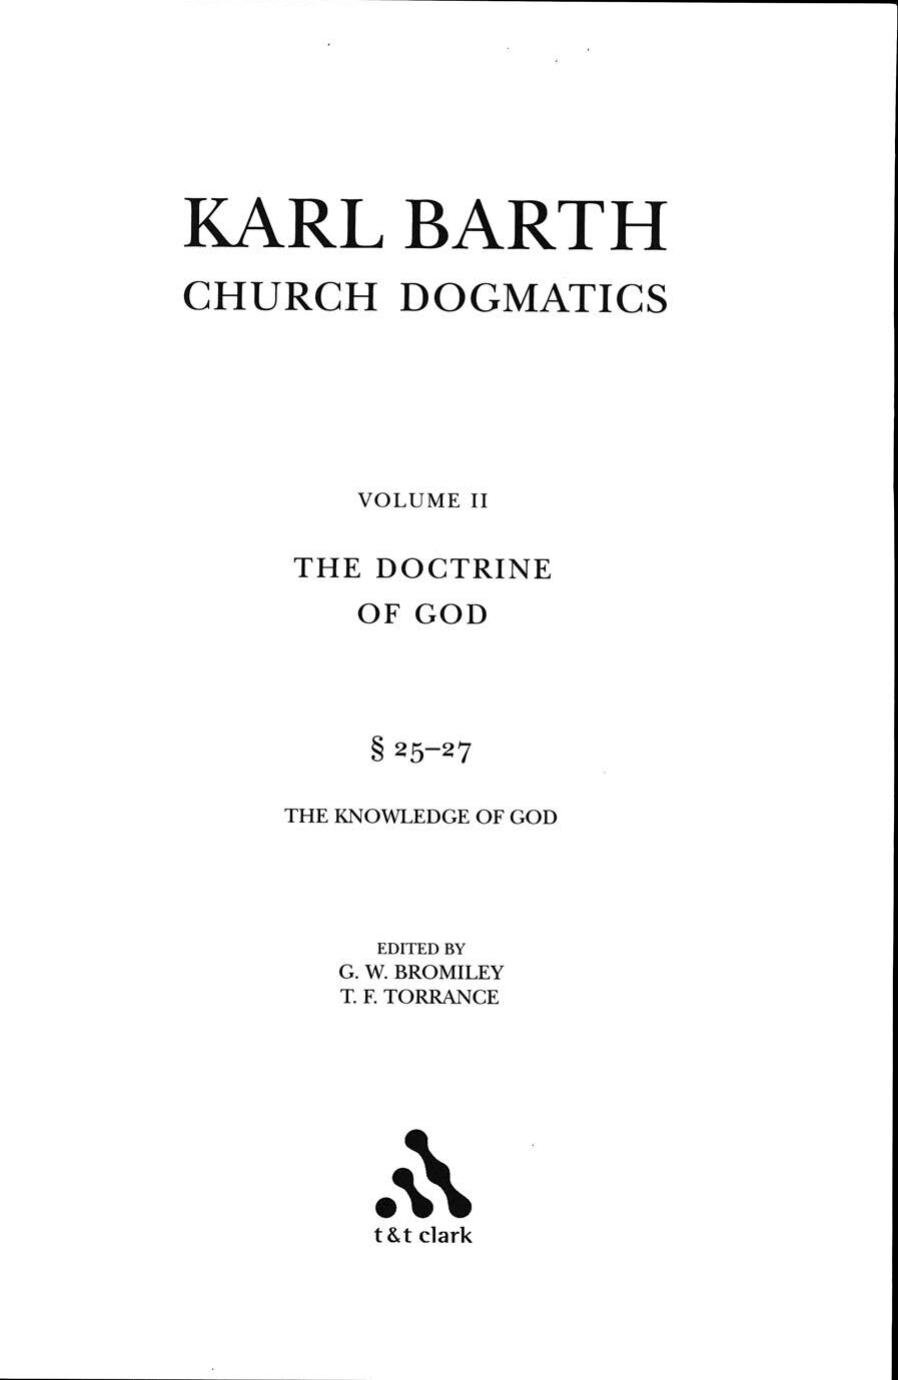 KARL BARTH
CHURCH DOGMATICS
VOLUME II
THE DOCTRINE
OF GOD
§ 25–27
THE KNOWLEDGE OF GOD
EDITED BY
G. W. BROMILEY
T. F. TORRANCE
t&t clark